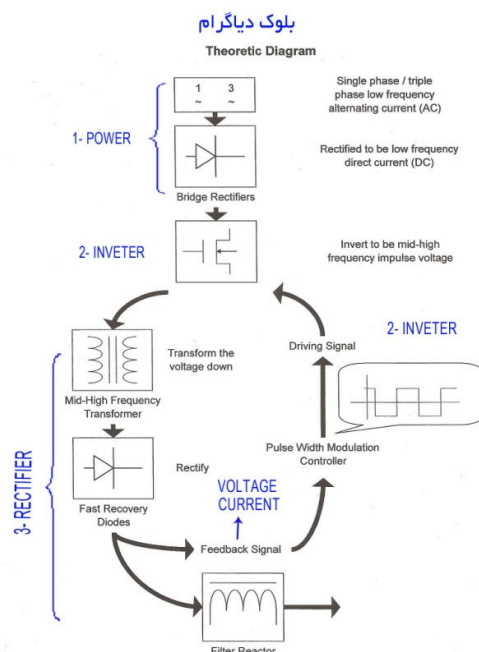 بلوک دیاگرام
Theoretic Diagram
1 3
~ ~
Single phase / triple
phase low frequency
alternating current (AC)
1- POWER
Rectified to be low frequency
direct current (DC)
Bridge Rectifiers
2- INVETER
Invert to be mid-high
frequency impulse voltage
2- INVETER
Driving Signal
Transform the
voltage down
Mid-High Frequency
Transformer
Pulse Width Modulation
Controller
3- RECTIFIER
Rectify
VOLTAGE
CURRENT
Fast Recovery
Diodes
Feedback Signal
Filter Reactor